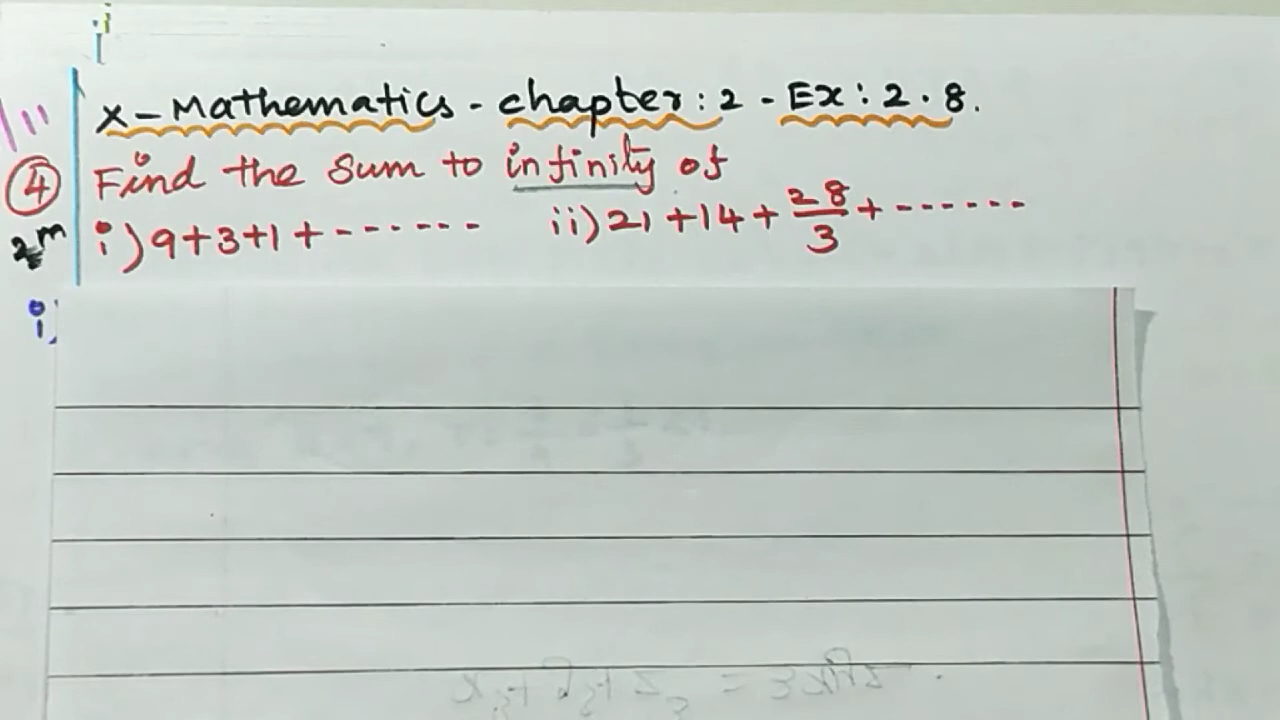 X - Mathematics - chapter : 2 - Ex : 2 . 8 .
④ Find the Sum to infinity of
2m i) 9+3+1+ - - - - - - - ii) 21 +14 + 28/3 + - - - - - - -
i)